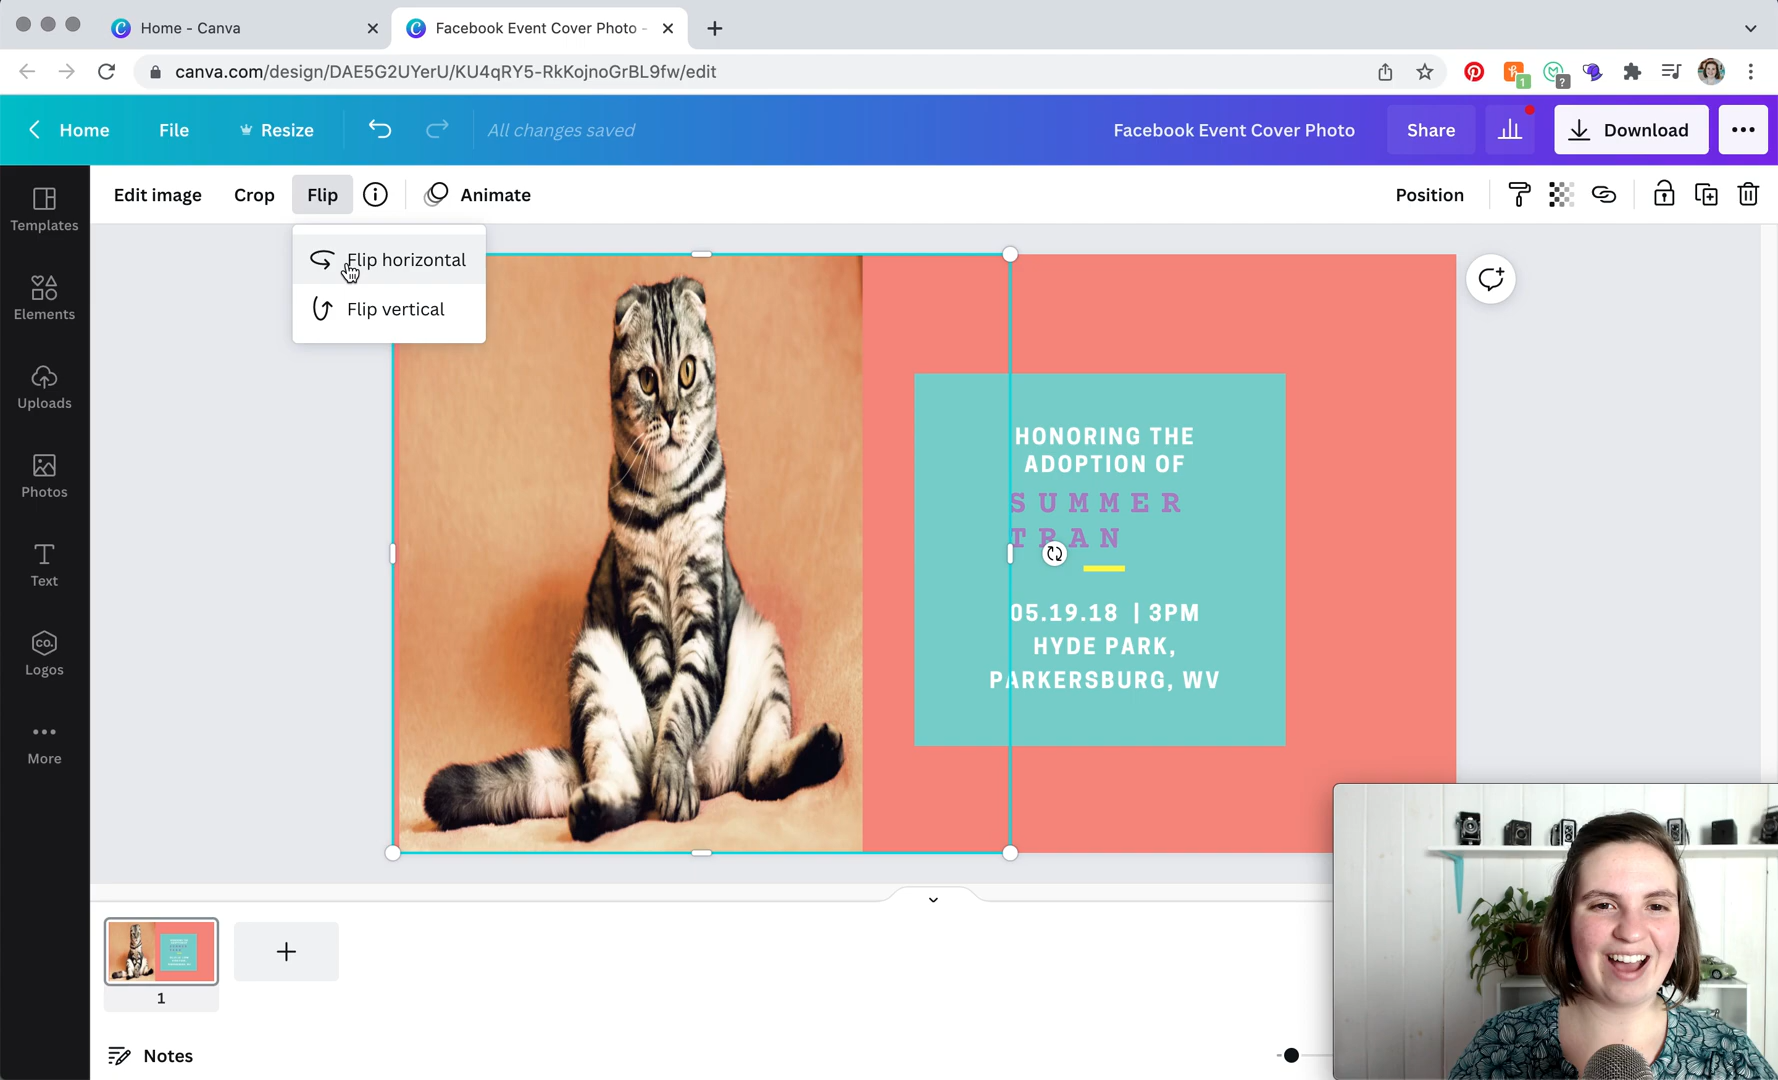 Home - Canva
Facebook Event Cover Photo -
canva.com/design/DAE5G2UYerU/KU4qRY5-RkKojnoGrBL9fw/edit
1
?
Home
File
Resize
All changes saved
Facebook Event Cover Photo
Share
Download
Edit image
Crop
Flip
Animate
Position
Flip horizontal
Flip vertical
Templates
Elements
Uploads
Photos
Text
CO.
Logos
More
HONORING THE
ADOPTION OF
SUMMER
TRAN
05.19.18 | 3PM
HYDE PARK,
PARKERSBURG, WV
1
Notes